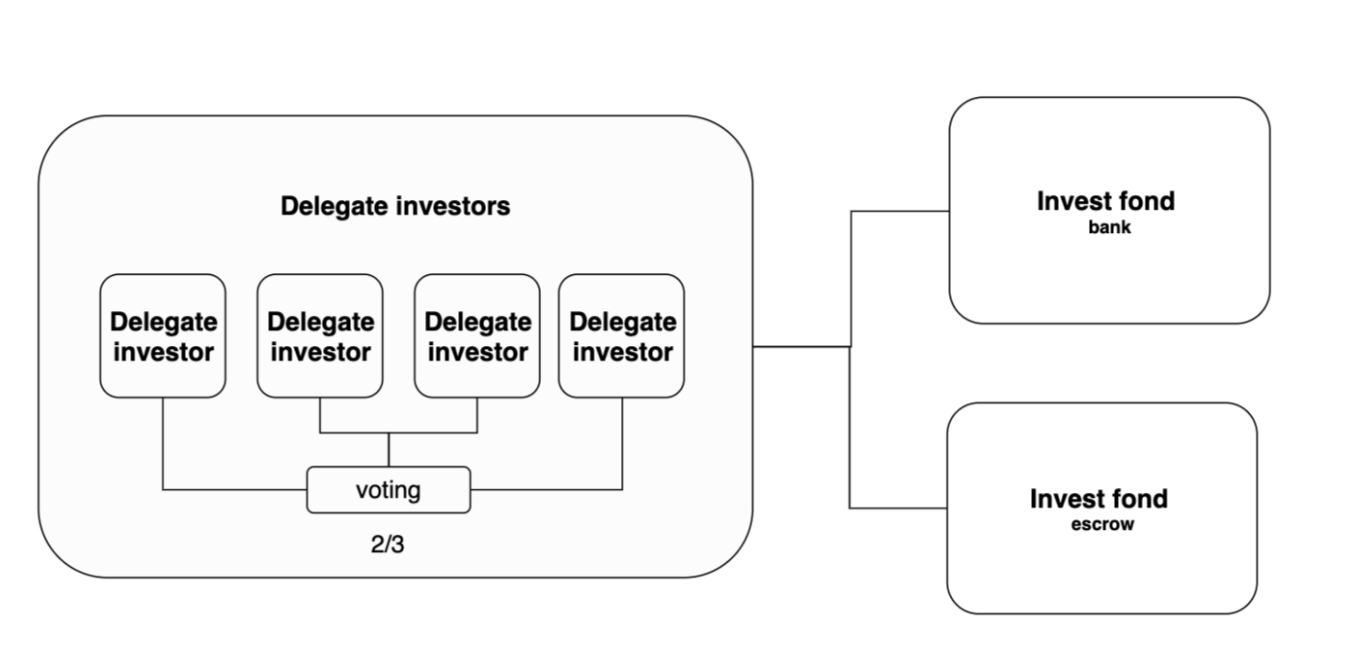 Delegate investors
Delegate
investor
Delegate
investor
Delegate
investor
Delegate
investor
voting
2/3
Invest fond
bank
Invest fond
escrow